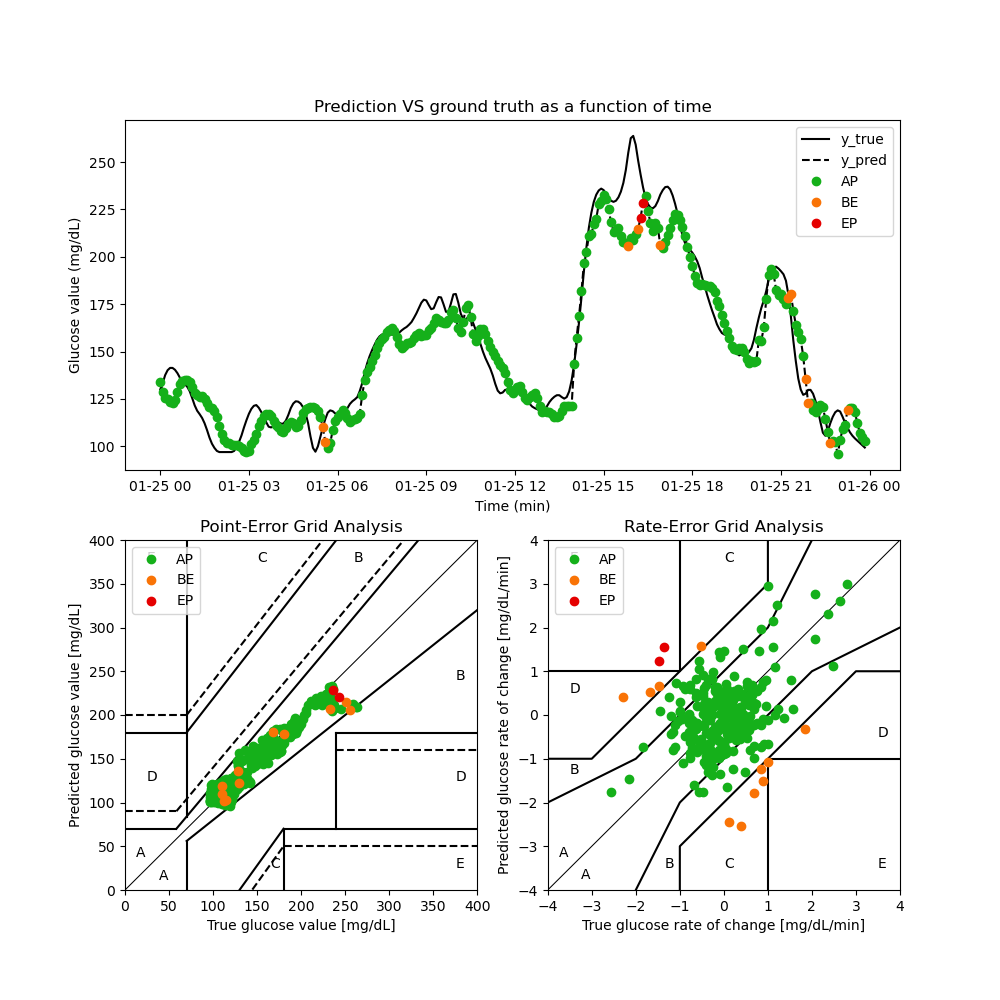 Prediction VS ground truth as a function of time
Glucose value (mg/dL)
250
225
200
175
150
125
100
y_true
y_pred
AP
BE
EP
01-25 00 01-25 03 01-25 06 01-25 09 01-25 12 01-25 15 01-25 18 01-25 21 01-26 00
Time (min)
Point-Error Grid Analysis
Predicted glucose value [mg/dL]
400
350
300
250
200
150
100
50
0
AP
BE
EP
C
B
B
D
D
A
A
C
E
0 50 100 150 200 250 300 350 400
True glucose value [mg/dL]
Rate-Error Grid Analysis
Predicted glucose rate of change [mg/dL/min]
4
3
2
1
0
−1
−2
−3
−4
AP
BE
EP
C
D
D
B
A
A
B
C
E
−4 −3 −2 −1 0 1 2 3 4
True glucose rate of change [mg/dL/min]